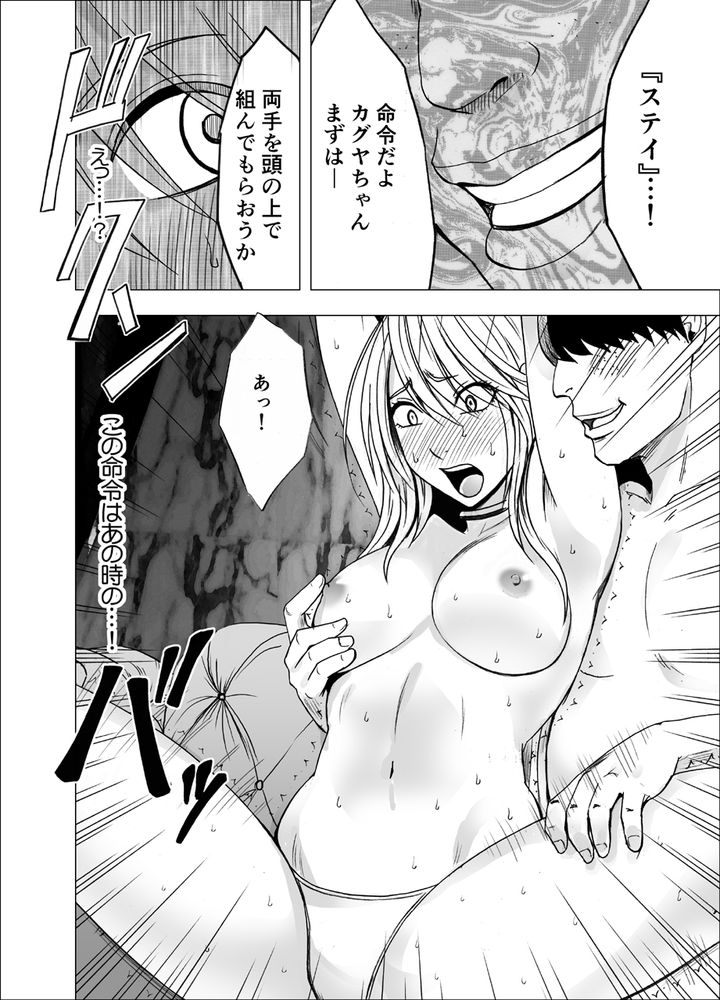 『ステイ』…！
命令だよ
カグヤちゃん
まずは―
両手を頭の上で
組んでもらおうか
ドクン
えっ…！？
あっ！
この命令はあの時の…！
バッ